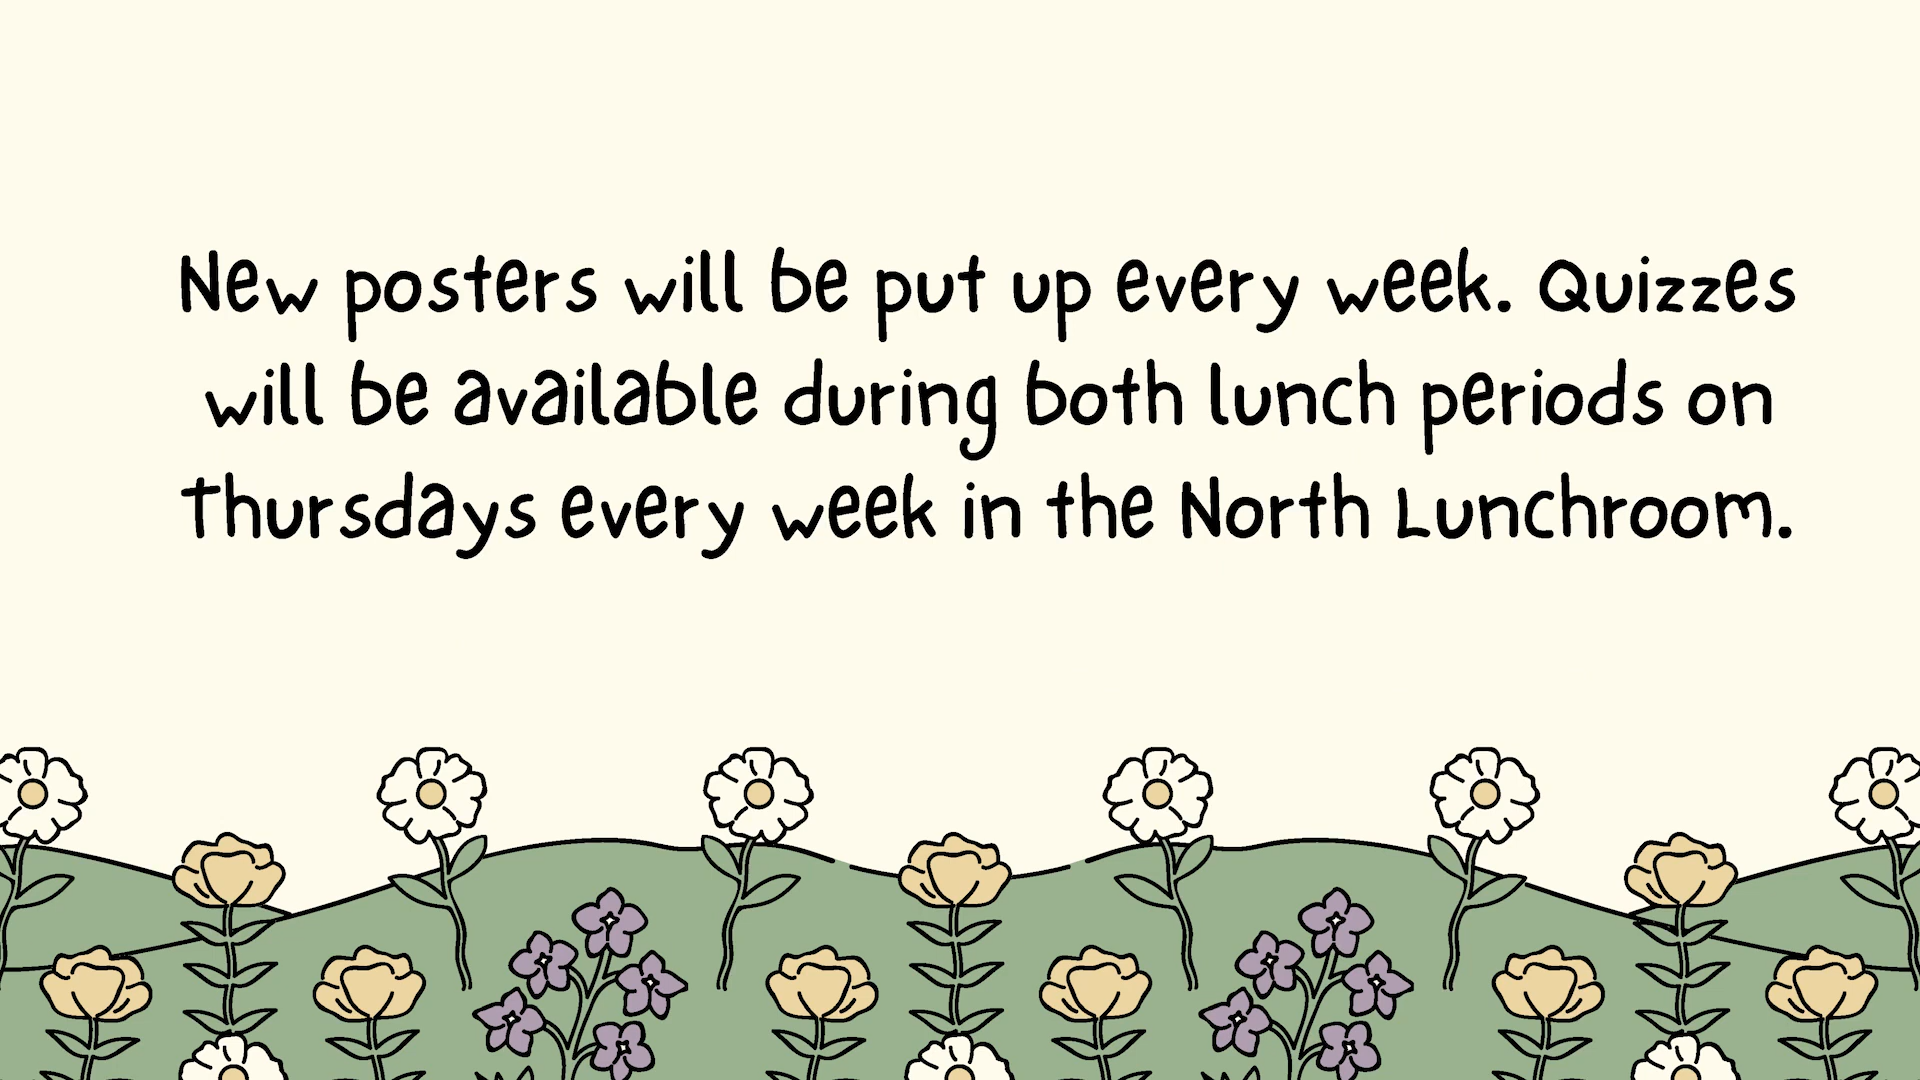 New posters will be put up every week. Quizzes
will be available during both lunch periods on
Thursdays every week in the North Lunchroom.